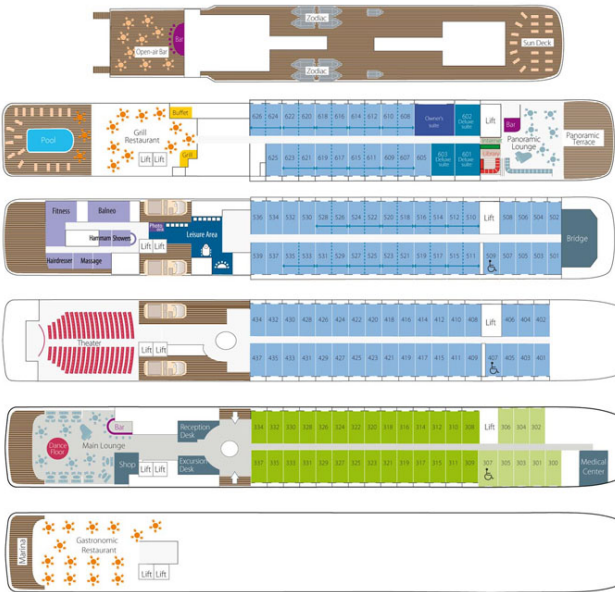 Zodiac
Bar
Open-air Bar
Sun Deck
Zodiac
Buffet
626 624 622 620 618 616 614 612 610 608
Owner's suite
602 Deluxe suite
Lift
Bar
Pool
Grill Restaurant
Lift Lift
Grill
625 623 621 619 617 615 611 609 607 605
603 Deluxe suite
601 Deluxe suite
Internet
Library
Panoramic Lounge
Panoramic Terrace
Fitness
Balneo
Hammam
Showers
Hairdresser
Massage
Lift Lift
Photo
Leisure Area
536 534 532 530 528 526 524 522 520 518 516 514 512 510
Lift
508 506 504 502
539 537 535 533 531 529 527 525 523 521 519 517 515 511
509 507 505 503 501
Bridge
Theater
Lift Lift
434 432 430 428 426 424 422 420 418 416 414 412 410 408
Lift
406 404 402
437 435 433 431 429 427 425 423 421 419 417 415 411 409
407 405 403 401
Dance Floor
Main Lounge
Bar
Shop
Lift Lift
Reception Desk
Excursion Desk
334 332 330 328 326 324 322 320 318 316 314 312 310 308
Lift
306 304 302
337 335 333 331 329 327 325 323 321 319 317 315 311 309
307 305 303 301 300
Medical Center
Marina
Gastionomic Restaurant
Lift Lift